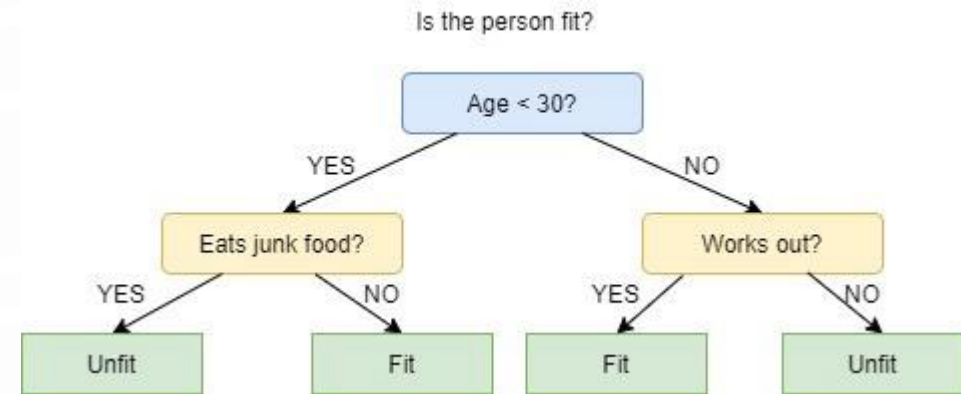 Is the person fit?
Age < 30?
YES
NO
Eats junk food?
Works out?
YES
NO
YES
NO
Unfit
Fit
Fit
Unfit